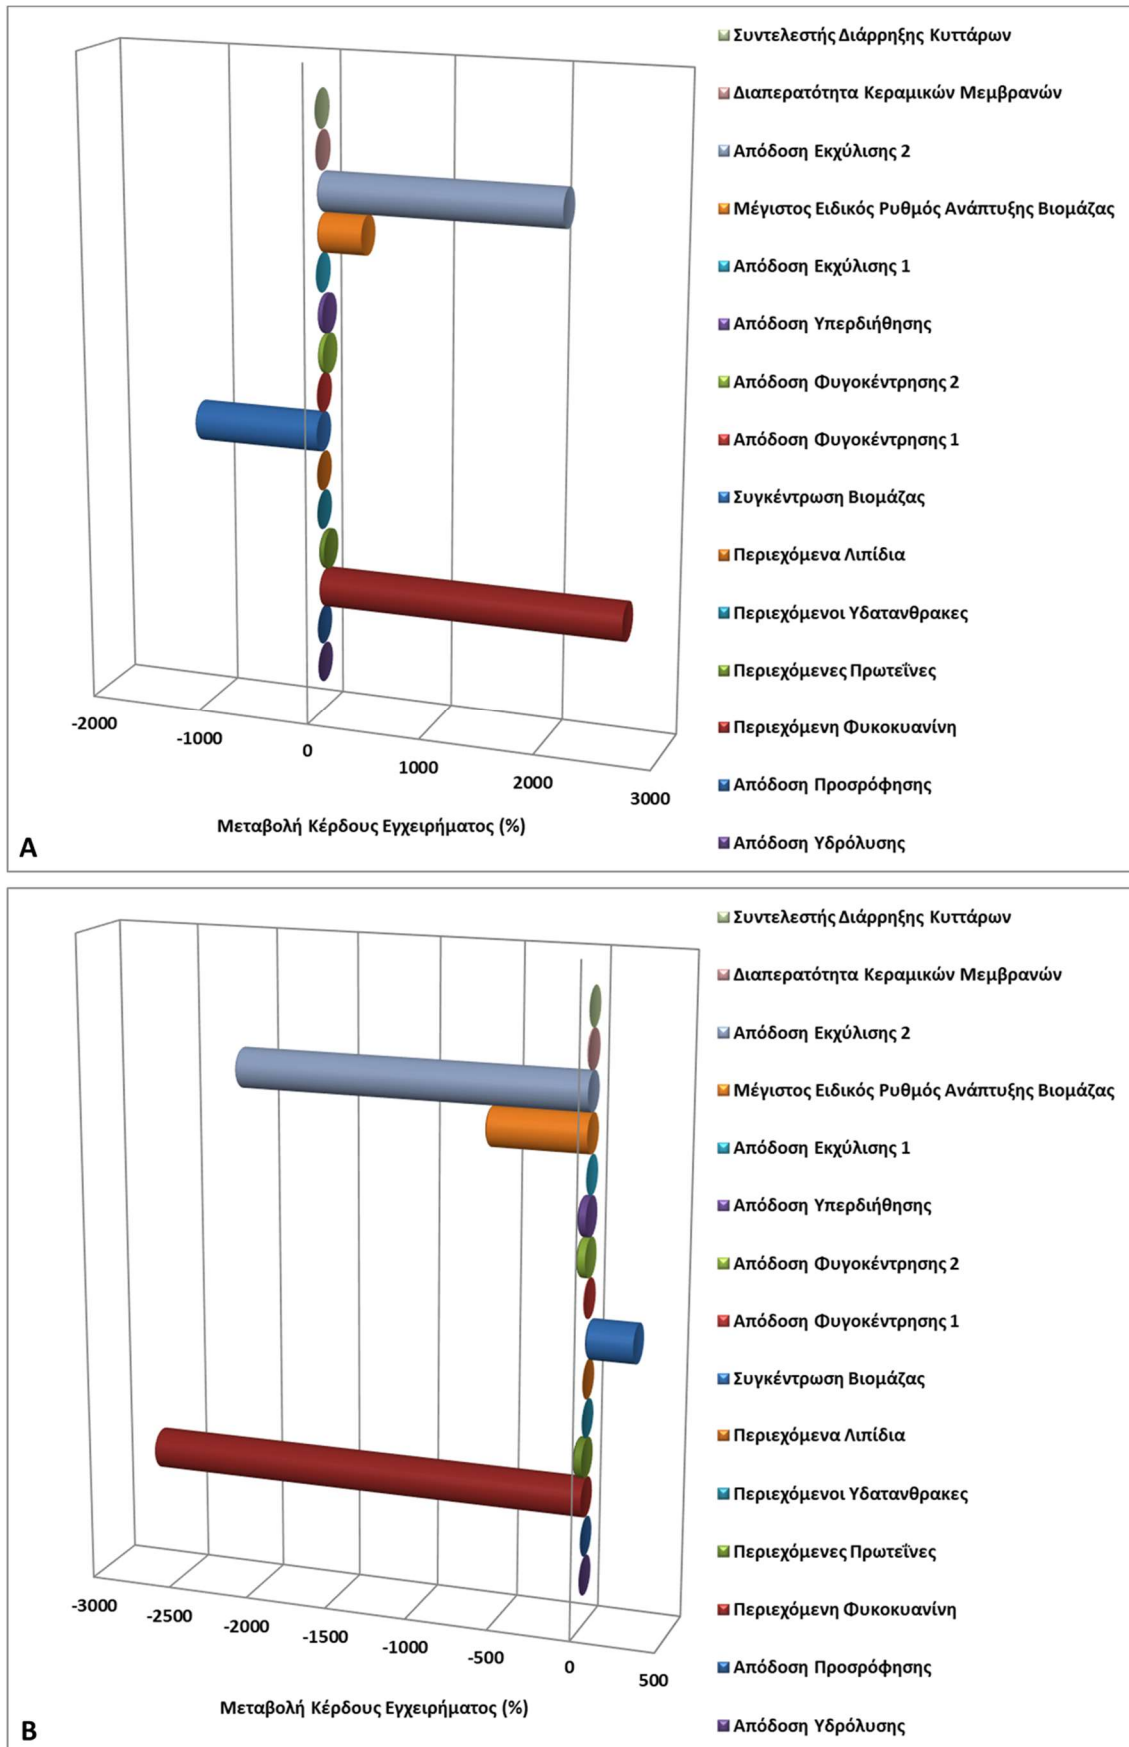 Συντελεστής Διάρρηξης Κυττάρων
Διαπερατότητα Κεραμικών Μεμβρανών
Απόδοση Εκχύλισης 2
Μέγιστος Ειδικός Ρυθμός Ανάπτυξης Βιομάζας
Απόδοση Εκχύλισης 1
Απόδοση Υπερδιήθησης
Απόδοση Φυγοκέντρησης 2
Απόδοση Φυγοκέντρησης 1
Συγκέντρωση Βιομάζας
Περιεχόμενα Λιπίδια
Περιεχόμενοι Υδατανθρακες
Περιεχόμενες Πρωτεΐνες
Περιεχόμενη Φυκοκυανίνη
Απόδοση Προσρόφησης
Απόδοση Υδρόλυσης
-2000
-1000
0
1000
2000
3000
Μεταβολή Κέρδους Εγχειρήματος (%)
A
Συντελεστής Διάρρηξης Κυττάρων
Διαπερατότητα Κεραμικών Μεμβρανών
Απόδοση Εκχύλισης 2
Μέγιστος Ειδικός Ρυθμός Ανάπτυξης Βιομάζας
Απόδοση Εκχύλισης 1
Απόδοση Υπερδιήθησης
Απόδοση Φυγοκέντρησης 2
Απόδοση Φυγοκέντρησης 1
Συγκέντρωση Βιομάζας
Περιεχόμενα Λιπίδια
Περιεχόμενοι Υδατανθρακες
Περιεχόμενες Πρωτεΐνες
Περιεχόμενη Φυκοκυανίνη
Απόδοση Προσρόφησης
Απόδοση Υδρόλυσης
-3000
-2500
-2000
-1500
-1000
-500
0
500
Μεταβολή Κέρδους Εγχειρήματος (%)
B